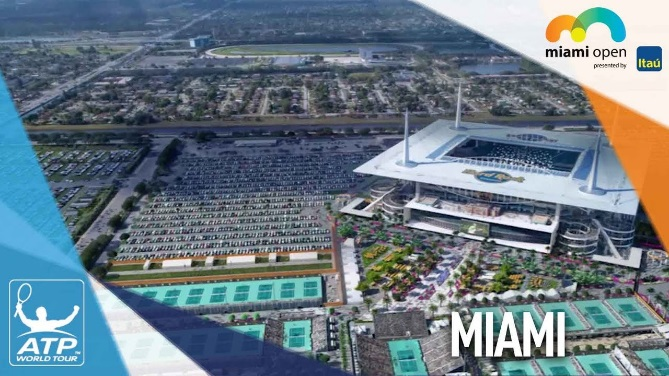 miami open
presented by Itaú
MIAMI
ATP
WORLD TOUR